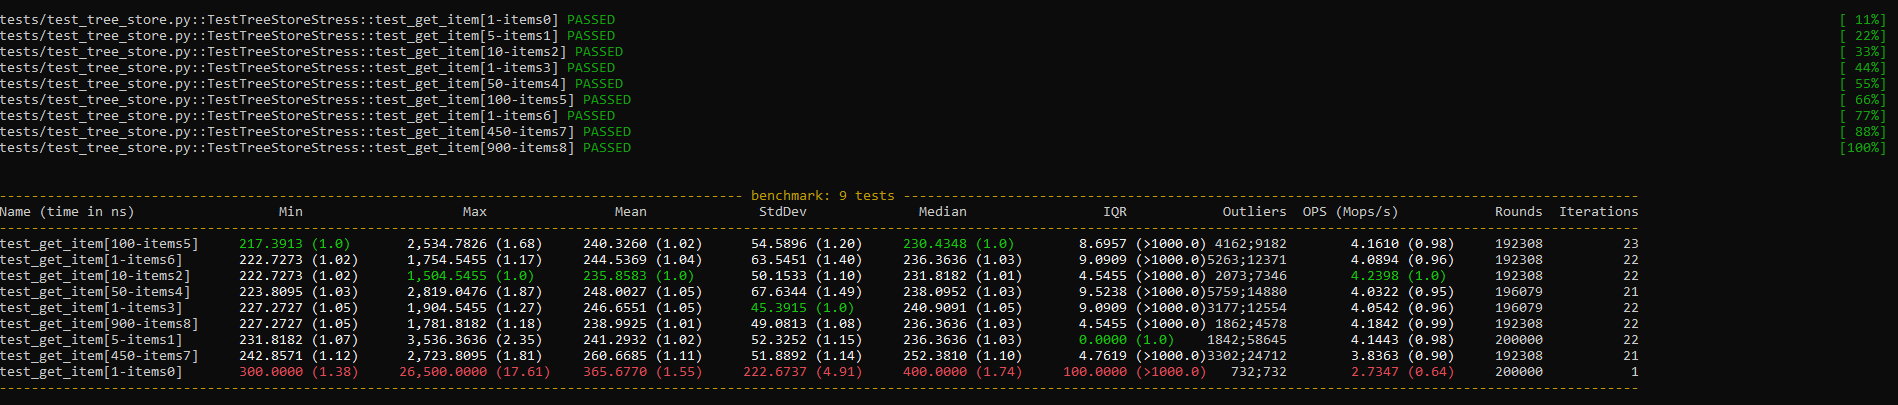 tests/test_tree_store.py::TestTreeStoreStress::test_get_item[1-items0] PASSED [ 11%]
tests/test_tree_store.py::TestTreeStoreStress::test_get_item[5-items1] PASSED [ 22%]
tests/test_tree_store.py::TestTreeStoreStress::test_get_item[10-items2] PASSED [ 33%]
tests/test_tree_store.py::TestTreeStoreStress::test_get_item[1-items3] PASSED [ 44%]
tests/test_tree_store.py::TestTreeStoreStress::test_get_item[50-items4] PASSED [ 55%]
tests/test_tree_store.py::TestTreeStoreStress::test_get_item[100-items5] PASSED [ 66%]
tests/test_tree_store.py::TestTreeStoreStress::test_get_item[1-items6] PASSED [ 77%]
tests/test_tree_store.py::TestTreeStoreStress::test_get_item[450-items7] PASSED [ 88%]
tests/test_tree_store.py::TestTreeStoreStress::test_get_item[900-items8] PASSED [100%]
benchmark: 9 tests
Name (time in ns) Min Max Mean StdDev Median IQR Outliers OPS (Mops/s) Rounds Iterations
test_get_item[100-items5] 217.3913 (1.0) 2,534.7826 (1.68) 240.3260 (1.02) 54.5896 (1.20) 230.4348 (1.0) 8.6957 (>1000.0) 4162;9182 4.1610 (0.98) 192308 23
test_get_item[1-items6] 222.7273 (1.02) 1,754.5455 (1.17) 244.5369 (1.04) 63.5451 (1.40) 236.3636 (1.03) 9.0909 (>1000.0)5263;12371 4.0894 (0.96) 192308 22
test_get_item[10-items2] 222.7273 (1.02) 1,504.5455 (1.0) 235.8583 (1.0) 50.1533 (1.10) 231.8182 (1.01) 4.5455 (>1000.0) 2073;7346 4.2398 (1.0) 192308 22
test_get_item[50-items4] 223.8095 (1.03) 2,819.0476 (1.87) 248.0027 (1.05) 67.6344 (1.49) 238.0952 (1.03) 9.5238 (>1000.0)5759;14880 4.0322 (0.95) 196079 21
test_get_item[1-items3] 227.2727 (1.05) 1,904.5455 (1.27) 246.6551 (1.05) 45.3915 (1.0) 240.9091 (1.05) 9.0909 (>1000.0)3177;12554 4.0542 (0.96) 196079 22
test_get_item[900-items8] 227.2727 (1.05) 1,781.8182 (1.18) 238.9925 (1.01) 49.0813 (1.08) 236.3636 (1.03) 4.5455 (>1000.0) 1862;4578 4.1842 (0.99) 192308 22
test_get_item[5-items1] 231.8182 (1.07) 3,536.3636 (2.35) 241.2932 (1.02) 52.3252 (1.15) 236.3636 (1.03) 0.0000 (1.0) 1842;58645 4.1443 (0.98) 200000 22
test_get_item[450-items7] 242.8571 (1.12) 2,723.8095 (1.81) 260.6685 (1.11) 51.8892 (1.14) 252.3810 (1.10) 4.7619 (>1000.0)3302;24712 3.8363 (0.90) 192308 21
test_get_item[1-items0] 300.0000 (1.38) 26,500.0000 (17.61) 365.6770 (1.55) 222.6737 (4.91) 400.0000 (1.74) 100.0000 (>1000.0) 732;732 2.7347 (0.64) 200000 1